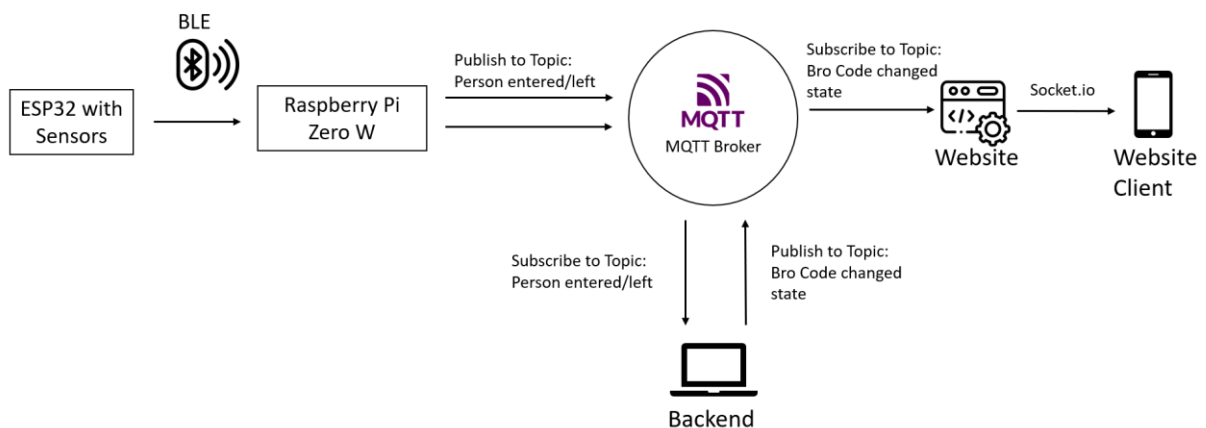 BLE
ESP32 with
Sensors
Raspberry Pi
Zero W
Publish to Topic:
Person entered/left
MQTT
MQTT Broker
Subscribe to Topic:
Bro Code changed
state
</>
Website
Socket.io
Website
Client
Subscribe to Topic:
Person entered/left
Publish to Topic:
Bro Code changed
state
Backend